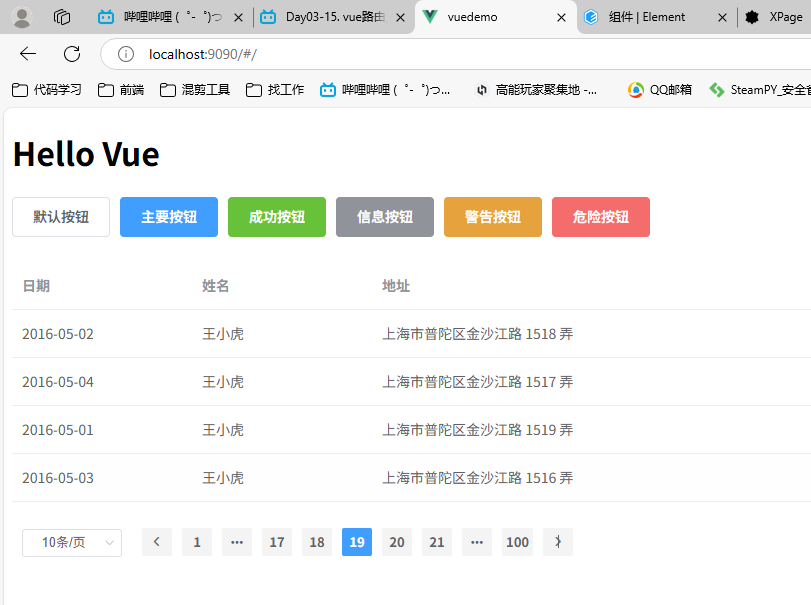 哔哩哔哩 (゜-゜)つ
Day03-15. vue路由
vuedemo
组件 | Element
XPage
localhost:9090/#/
代码学习 前端 混剪工具 找工作 哔哩哔哩 (゜-゜)つ... 高能玩家聚集地 -... QQ邮箱 SteamPY_安全
Hello Vue
默认按钮 主要按钮 成功按钮 信息按钮 警告按钮 危险按钮
日期 姓名 地址
2016-05-02 王小虎 上海市普陀区金沙江路 1518 弄
2016-05-04 王小虎 上海市普陀区金沙江路 1517 弄
2016-05-01 王小虎 上海市普陀区金沙江路 1519 弄
2016-05-03 王小虎 上海市普陀区金沙江路 1516 弄
10条/页 1 ... 17 18 19 20 21 ... 100